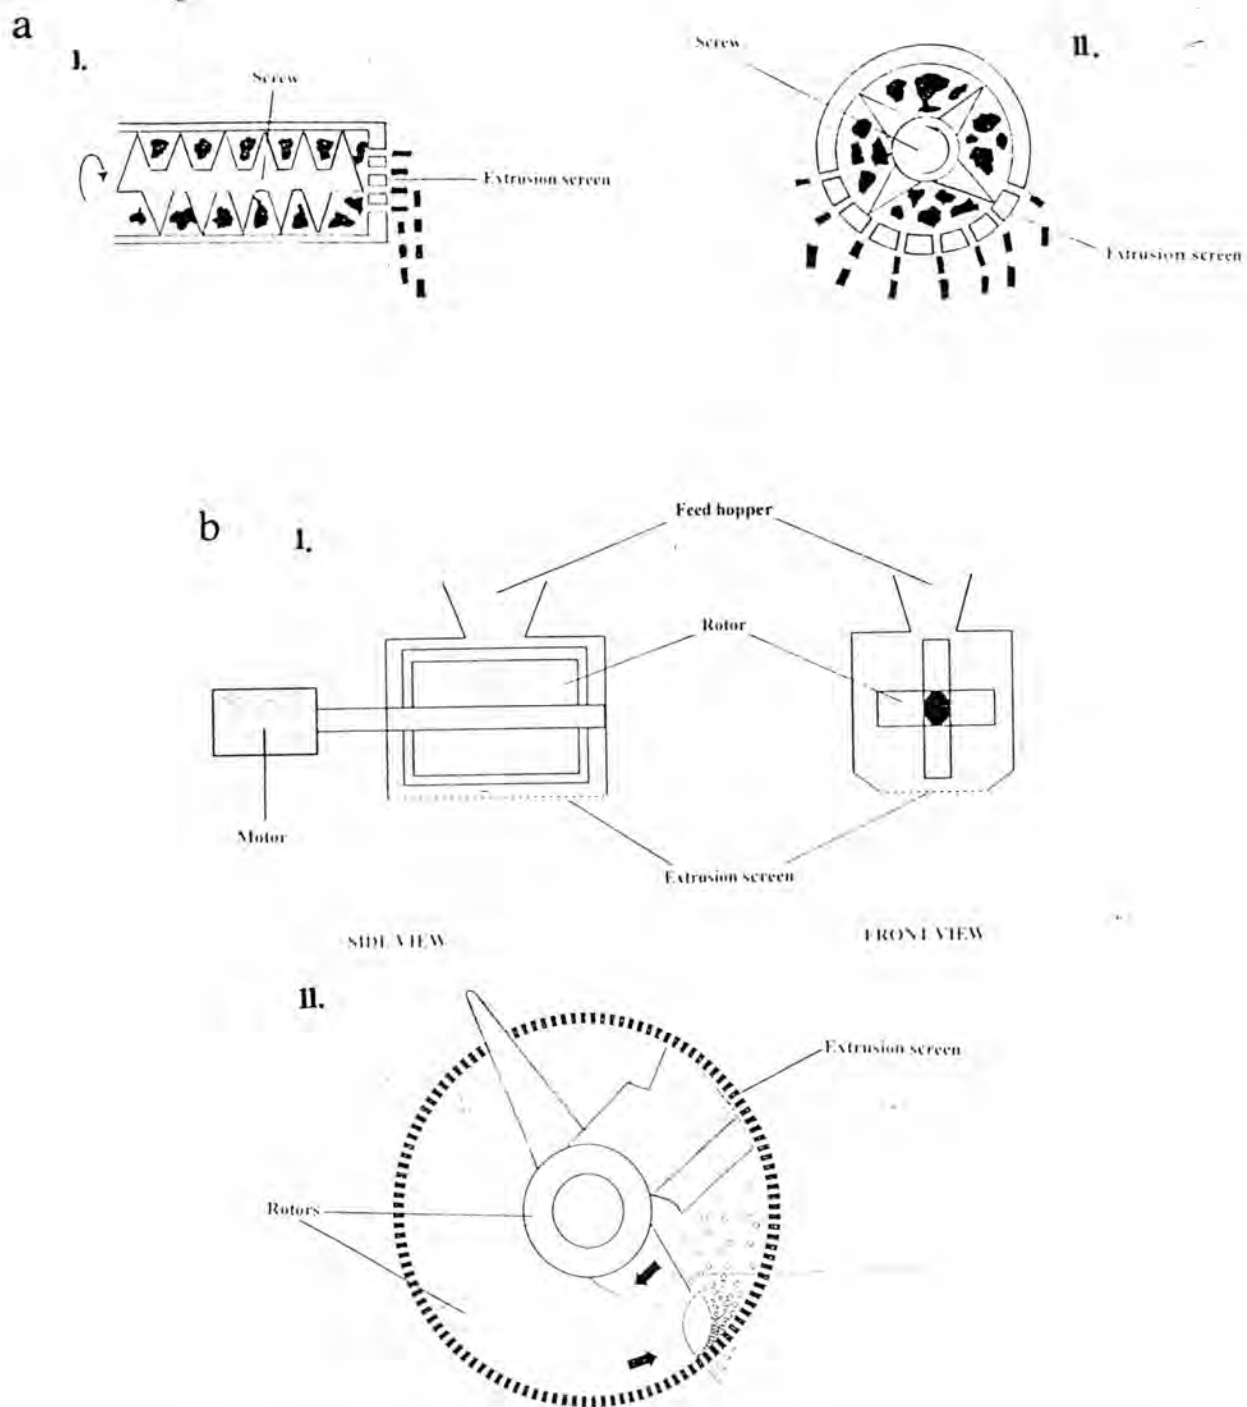 a
I.
Screw
Extrusion screen
Screw
II.
Extrusion screen
b
I.
Feed hopper
Rotor
Motor
Extrusion screen
SIDE VIEW
FRONT VIEW
II.
Extrusion screen
Rotors